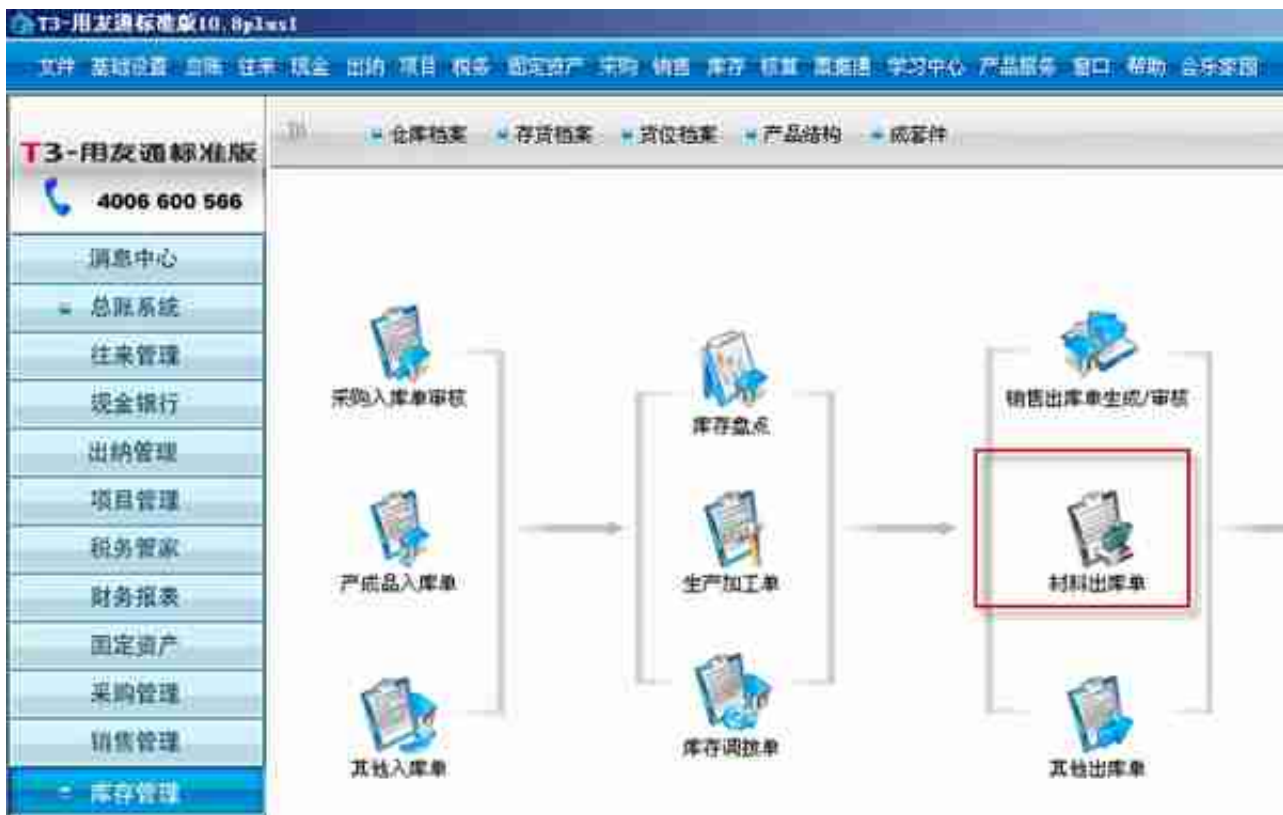 T3-用友通标准版10.8plus1
文件 基础设置 总账 往来 现金 出纳 项目 税务 固定资产 采购 销售 库存 核算 票据通 学习中心 产品服务 窗口 帮助 会乐家园
仓库档案 存货档案 货位档案 产品结构 成套件
T3-用友通标准版
4006 600 566
消息中心
总账系统
往来管理
现金银行
出纳管理
项目管理
税务管家
财务报表
固定资产
采购管理
销售管理
库存管理
采购入库单审核
库存盘点
销售出库单生成/审核
产成品入库单
生产加工单
材料出库单
其他入库单
库存调拨单
其他出库单